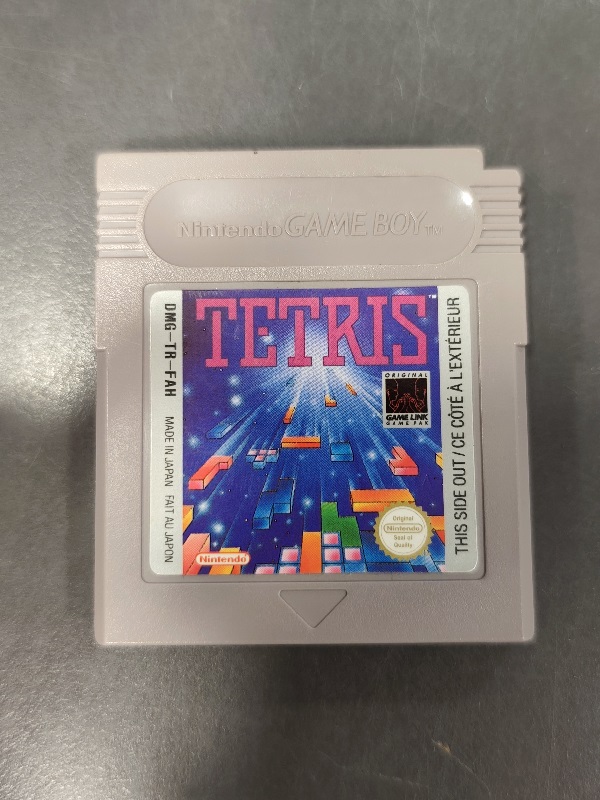 Nintendo GAME BOY TM
DMG-TR-FAH
MADE IN JAPAN FAIT AU JAPON
TETRIS™
ORIGINAL
GAME LINK
GAME PAK
Original
Nintendo
Seal of
Quality
Nintendo
THIS SIDE OUT / CE CÔTÉ À L'EXTÉRIEUR